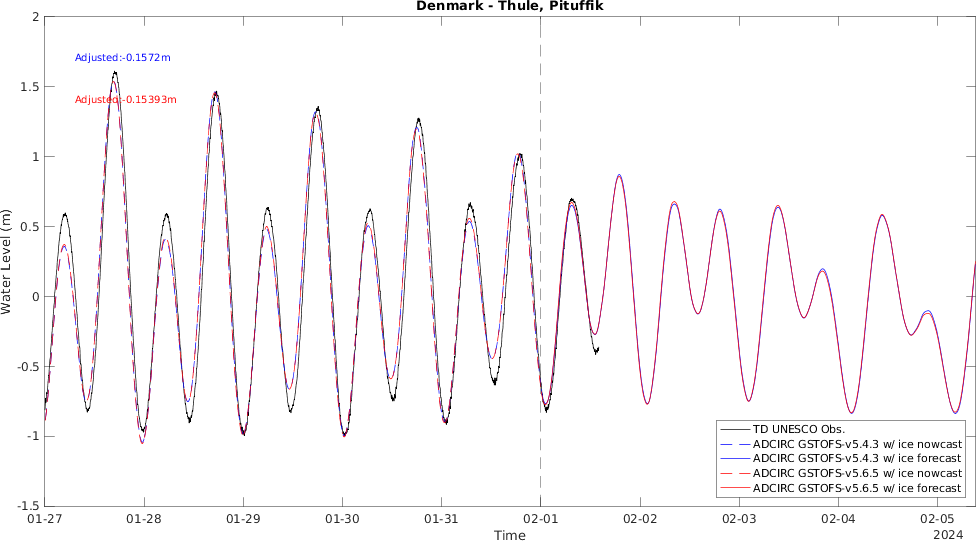 Denmark - Thule, Pituffik
Adjusted:-0.1572m
Adjusted:-0.15393m
Water Level (m)
2
1.5
1
0.5
0
-0.5
-1
-1.5
01-27
01-28
01-29
01-30
01-31
02-01
02-02
02-03
02-04
02-05
Time
2024
TD UNESCO Obs.
ADCIRC GSTOFS-v5.4.3 w/ ice nowcast
ADCIRC GSTOFS-v5.4.3 w/ ice forecast
ADCIRC GSTOFS-v5.6.5 w/ ice nowcast
ADCIRC GSTOFS-v5.6.5 w/ ice forecast